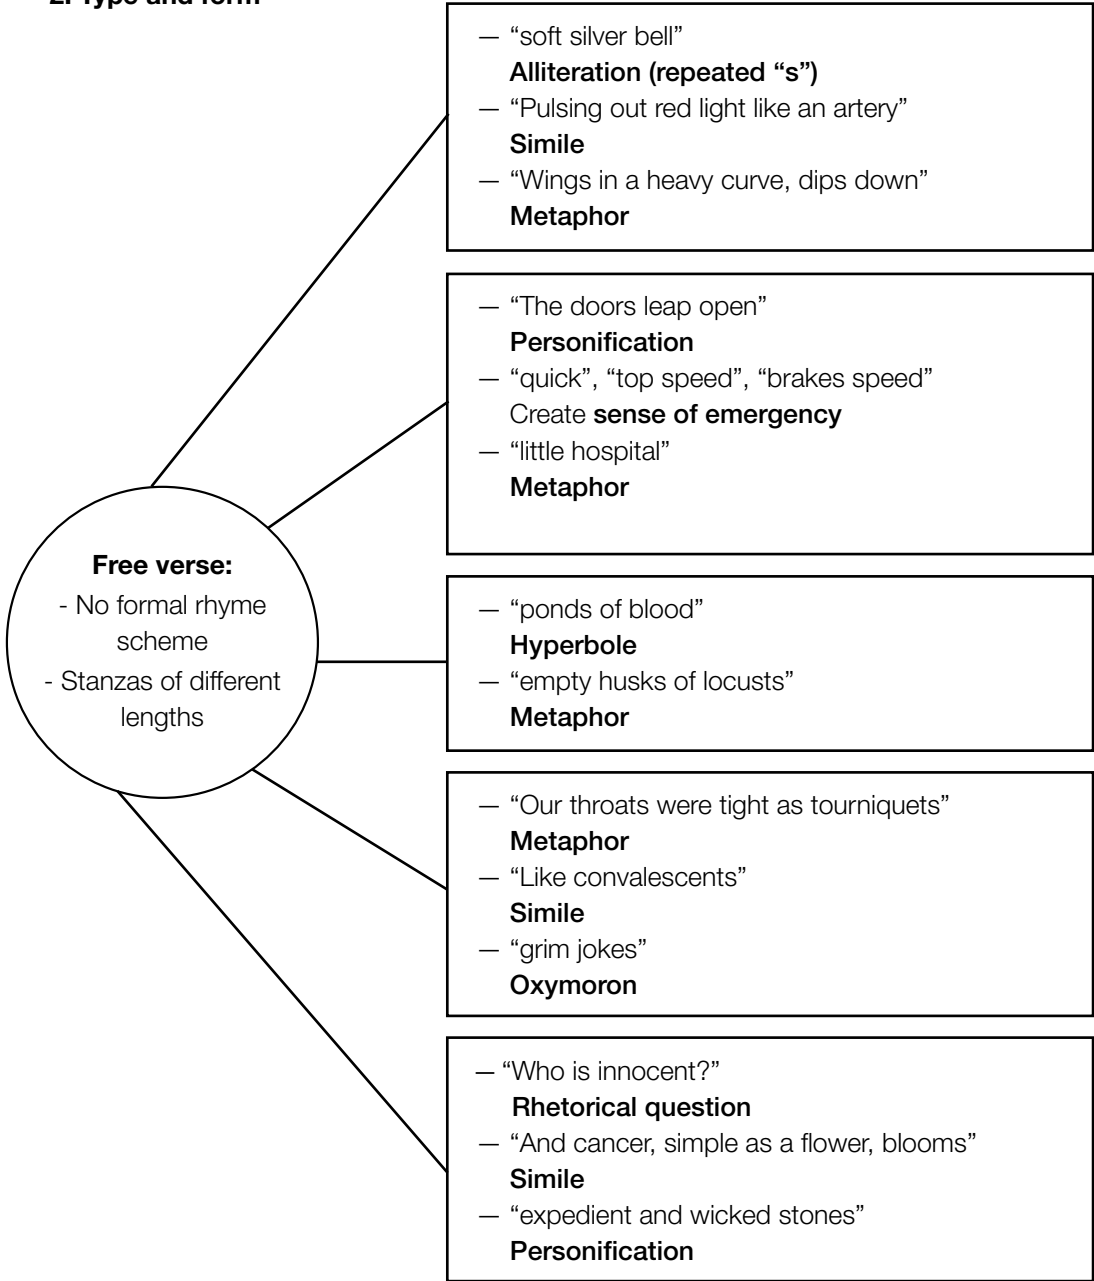 2. Type and form
— “soft silver bell”
Alliteration (repeated “s”)
— “Pulsing out red light like an artery”
Simile
— “Wings in a heavy curve, dips down”
Metaphor
— “The doors leap open”
Personification
— “quick”, “top speed”, “brakes speed”
Create sense of emergency
— “little hospital”
Metaphor
Free verse:
- No formal rhyme
scheme
- Stanzas of different
lengths
— “ponds of blood”
Hyperbole
— “empty husks of locusts”
Metaphor
— “Our throats were tight as tourniquets”
Metaphor
— “Like convalescents”
Simile
— “grim jokes”
Oxymoron
— “Who is innocent?”
Rhetorical question
— “And cancer, simple as a flower, blooms”
Simile
— “expedient and wicked stones”
Personification